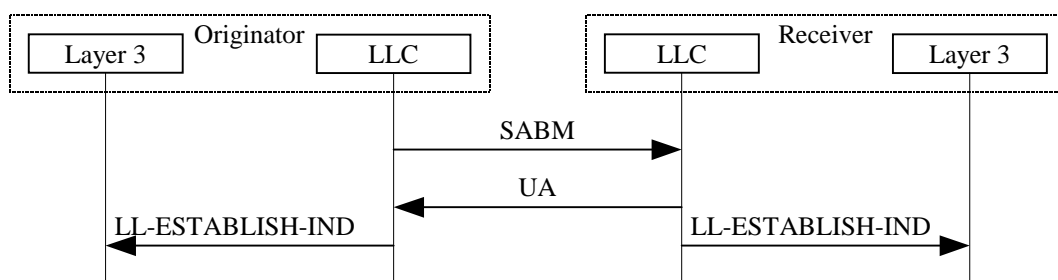 Originator
Receiver
Layer 3
LLC
LLC
Layer 3
SABM
UA
LL-ESTABLISH-IND
LL-ESTABLISH-IND